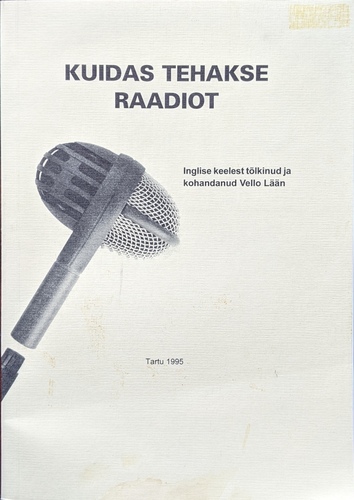 KUIDAS TEHAKSE
RAADIOT
Inglise keelest tõlkinud ja
kohandanud Vello Lään
Tartu 1995